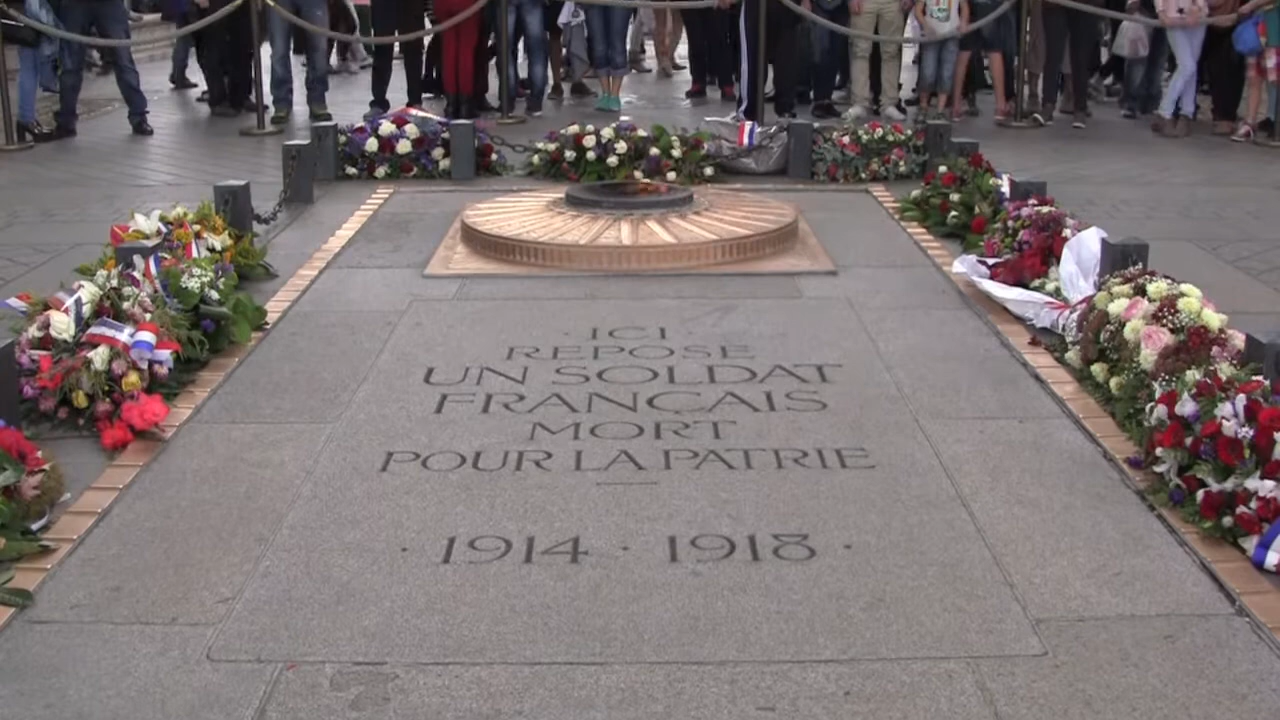 · ICI ·
REPOSE
UN SOLDAT
FRANÇAIS
MORT
POUR LA PATRIE
· 1914 · 1918 ·